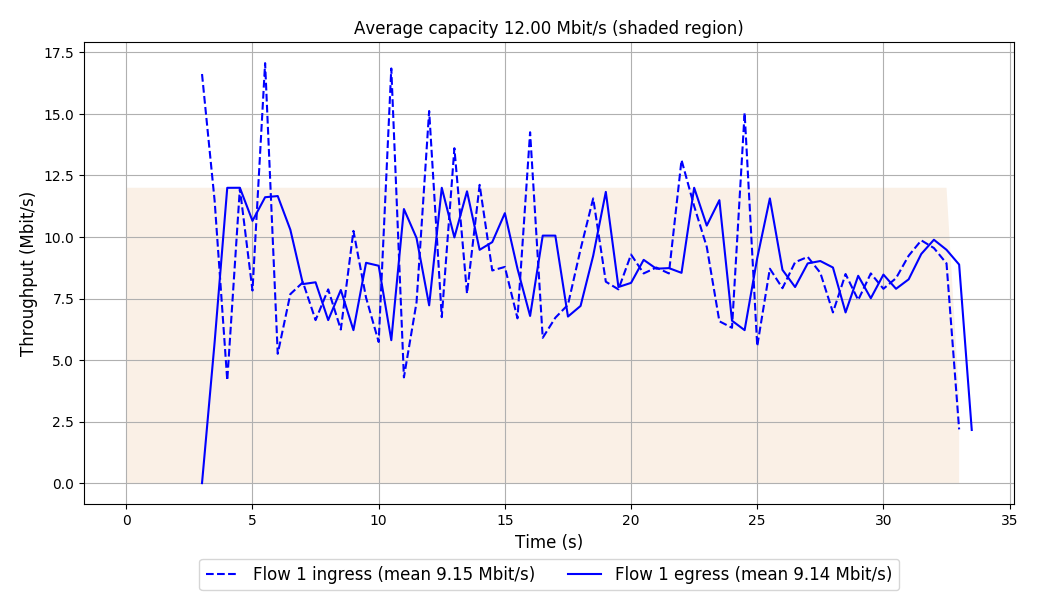 Average capacity 12.00 Mbit/s (shaded region)
17.5
15.0
12.5
10.0
7.5
5.0
2.5
0.0
Throughput (Mbit/s)
0 5 10 15 20 25 30 35
Time (s)
Flow 1 ingress (mean 9.15 Mbit/s) Flow 1 egress (mean 9.14 Mbit/s)